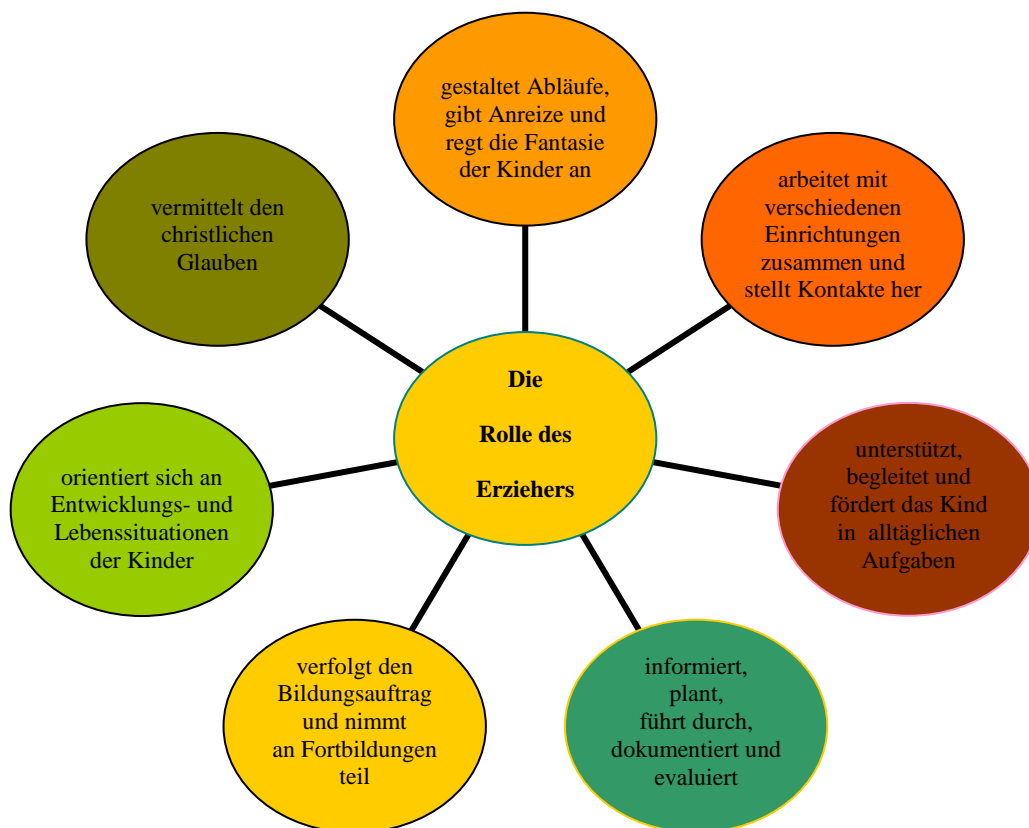 gestaltet Abläufe,
gibt Anreize und
regt die Fantasie
der Kinder an
arbeitet mit
verschiedenen
Einrichtungen
zusammen und
stellt Kontakte her
unterstützt,
begleitet und
fördert das Kind
in alltäglichen
Aufgaben
informiert,
plant,
führt durch,
dokumentiert und
evaluiert
verfolgt den
Bildungsauftrag
und nimmt
an Fortbildungen
teil
orientiert sich an
Entwicklungs- und
Lebenssituationen
der Kinder
vermittelt den
christlichen
Glauben
Die
Rolle des
Erziehers